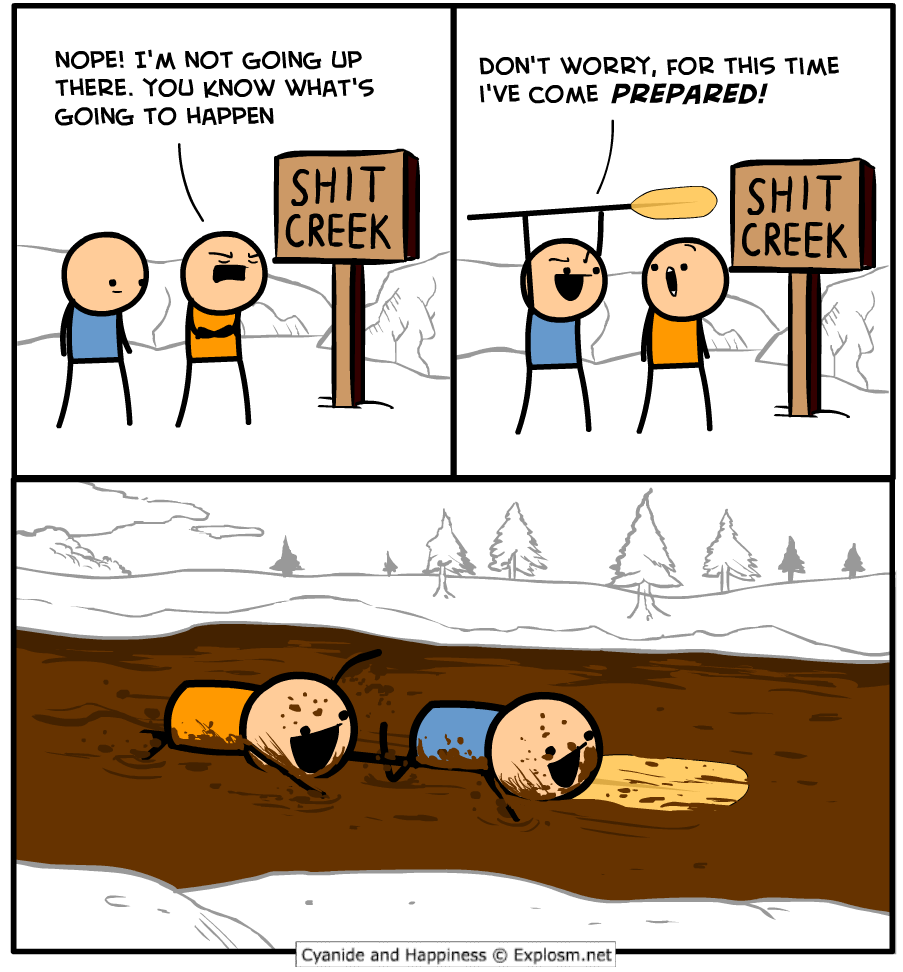 NOPE! I'M NOT GOING UP
THERE. YOU KNOW WHAT'S
GOING TO HAPPEN
SHIT
CREEK
DON'T WORRY, FOR THIS TIME
I'VE COME PREPARED!
SHIT
CREEK
Cyanide and Happiness © Explosm.net